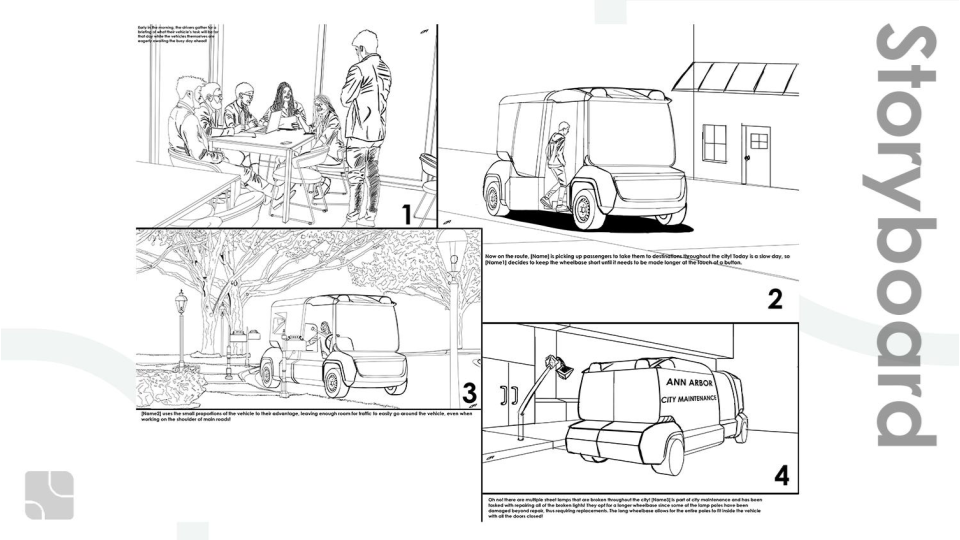 Early in the morning, the drivers gather for a
briefing of what their vehicle's task will be for
that day while the vehicles themselves are
eagerly awaiting the busy day ahead!
1
Now on the route, [Name] is picking up passengers to take them to destinations throughout the city! Today is a slow day, so
[Name1] decides to keep the wheelbase short until it needs to be made longer at the touch of a button.
2
3
[Name2] uses the small proportions of the vehicle to their advantage, leaving enough room for traffic to easily go around the vehicle, even when
working on the shoulder of main roads!
ANN ARBOR
CITY MAINTENANCE
4
Oh no! there are multiple street lamps that are broken throughout the city! [Name3] is part of city maintenance and has been
tasked with repairing all of the broken lights! They opt for a longer wheelbase since some of the lamp poles have been
damaged beyond repair, thus requiring replacements. The long wheelbase allows for the entire poles to fit inside the vehicle
with all the doors closed!
Storyboard